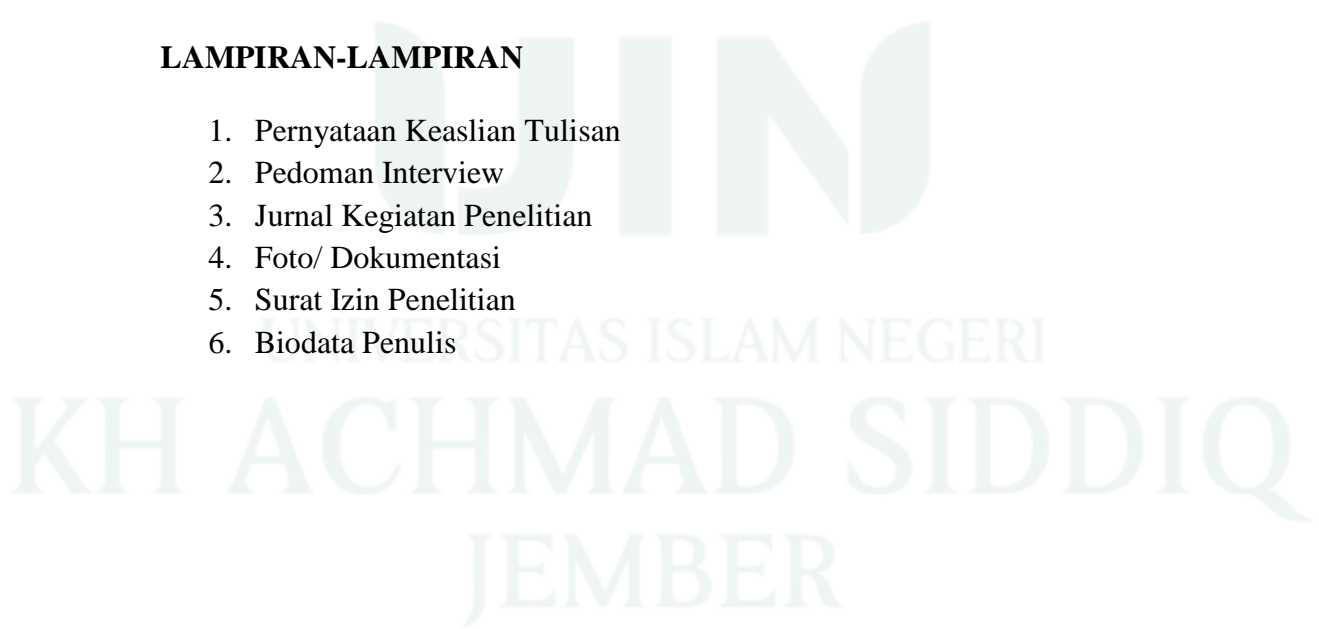 LAMPIRAN-LAMPIRAN
1. Pernyataan Keaslian Tulisan
2. Pedoman Interview
3. Jurnal Kegiatan Penelitian
4. Foto/ Dokumentasi
5. Surat Izin Penelitian
6. Biodata Penulis
UIN
UNIVERSITAS ISLAM NEGERI
KH ACHMAD SIDDIQ
JEMBER